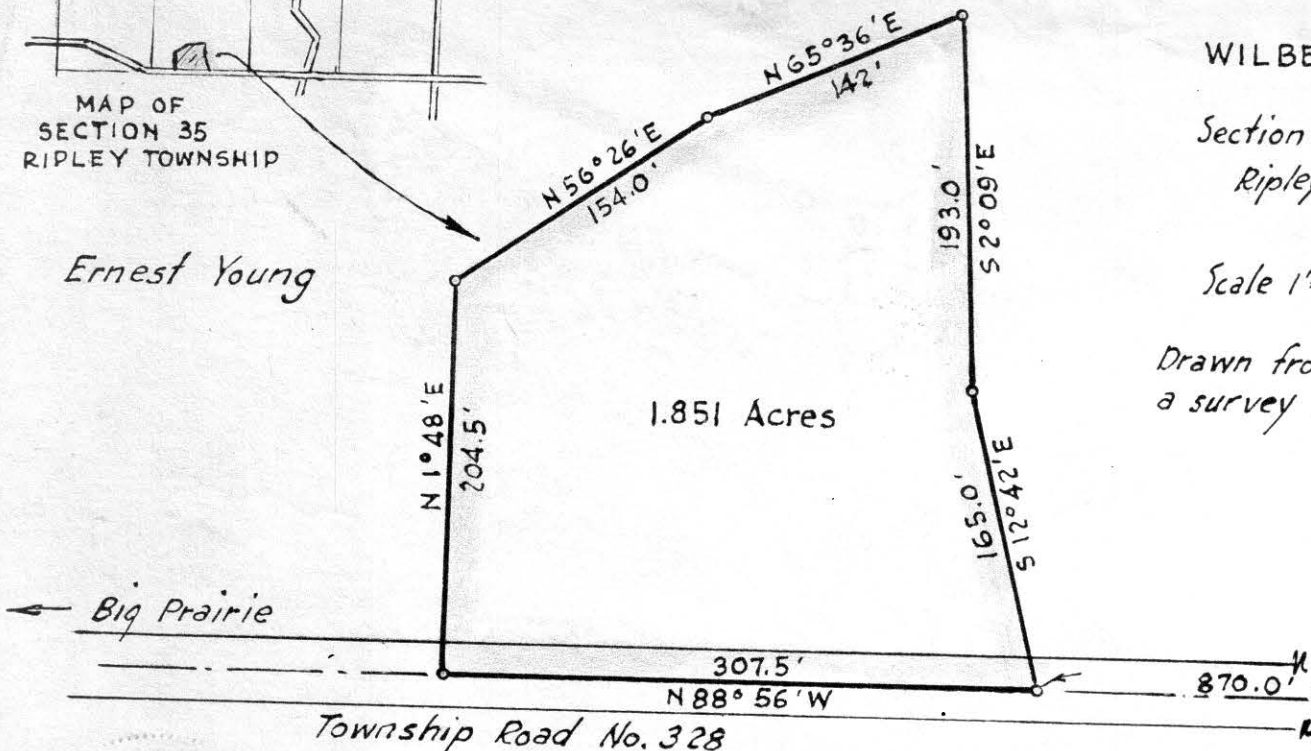 MAP OF
SECTION 35
RIPLEY TOWNSHIP
N 65° 36' E
142'
N 56° 26' E
154.0'
193.0'
S 2° 09' E
Section
Scale 1"
Drawn fro
a survey
Ernest Young
N 1° 48' E
204.5'
1.851 Acres
165.0'
S 12° 42' E
Big Prairie
307.5'
N 88° 56' W
870.0'
Township Road No. 328